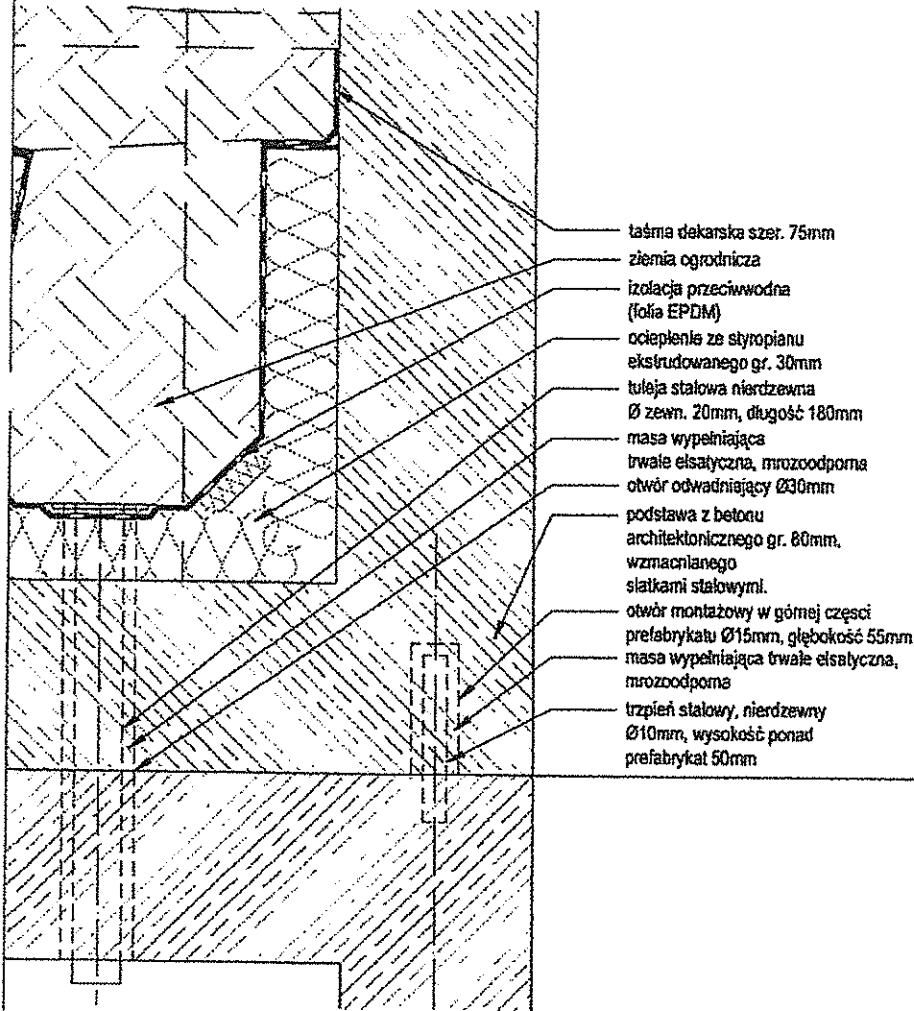 taśma dekarska szer. 75mm
ziemia ogrodnicza
izolacja przeciwwodna
(folia EPDM)
ocieplenie ze styropianu
ekstrudowanego gr. 30mm
tuleja stalowa nierdzewna
Ø zewn. 20mm, długość 180mm
masa wypełniająca
trwale elsatyczna, mrozoodporna
otwór odwadniający Ø30mm
podstawa z betonu
architektonicznego gr. 80mm,
wzmacnianego
siatkami stalowymi.
otwór montażowy w górnej częsci
prefabrykatu Ø15mm, głębokość 55mm
masa wypełniająca trwale elsatyczna,
mrozoodporna
trzpień stalowy, nierdzewny
Ø10mm, wysokość ponad
prefabrykat 50mm